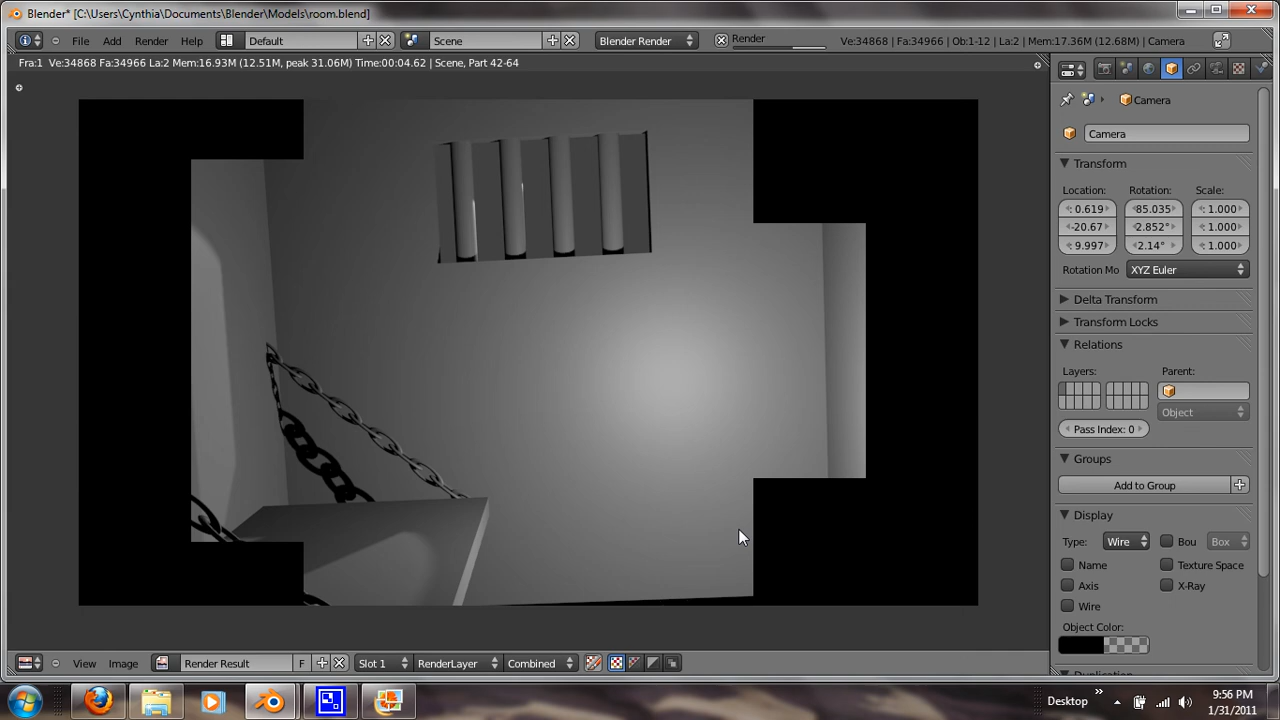 Blender* [C:\Users\Cynthia\Documents\Blender\Models\room.blend]
File Add Render Help Default Scene Blender Render Render Ve:34868 | Fa:34966 | Ob:1-12 | La:2 | Mem:17.36M (12.68M) | Camera
Fra:1 Ve:34868 Fa:34966 La:2 Mem:16.93M (12.51M, peak 31.06M) Time:00:04.62 | Scene, Part 42-64
Camera
Camera
Transform
Location: Rotation: Scale:
: 0.619 85.035 : 1.000
-20.67 2.852° : 1.000
: 9.997 2.14° : 1.000
Rotation Mo XYZ Euler
Delta Transform
Transform Locks
Relations
Layers: Parent:
Object
Pass Index: 0
Groups
Add to Group
Display
Type: Wire Bou Box
Name Texture Space
Axis X-Ray
Wire
Object Color:
View Image Render Result F Slot 1 RenderLayer Combined
Desktop » 9:56 PM
1/31/2011